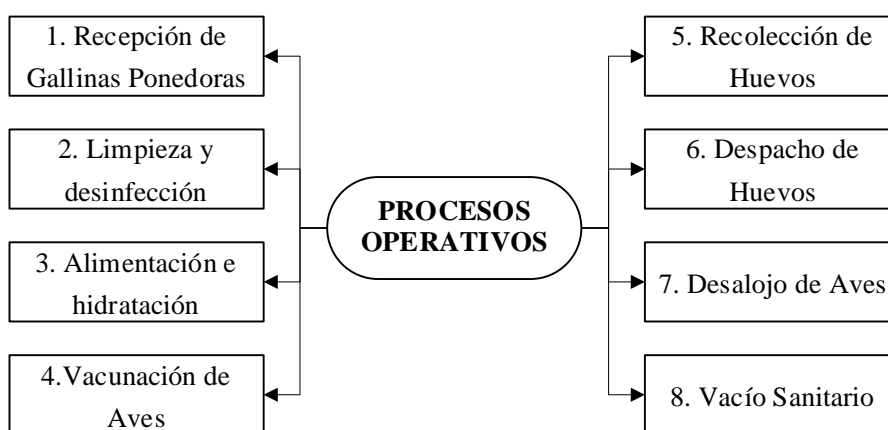 1. Recepción de
Gallinas Ponedoras
2. Limpieza y
desinfección
3. Alimentación e
hidratación
4.Vacunación de
Aves
PROCESOS
OPERATIVOS
5. Recolección de
Huevos
6. Despacho de
Huevos
7. Desalojo de Aves
8. Vacío Sanitario